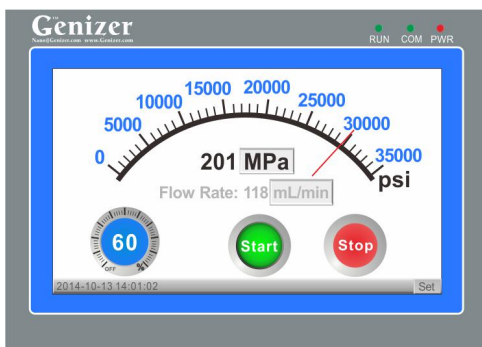 Genizer
Name@Genizer.com www.Genizer.com
RUN COM PWR
0
5000
10000
15000
20000
25000
30000
35000
psi
201 MPa
Flow Rate: 118 mL/min
60
OFF %
Start
Stop
2014-10-13 14:01:02
Set